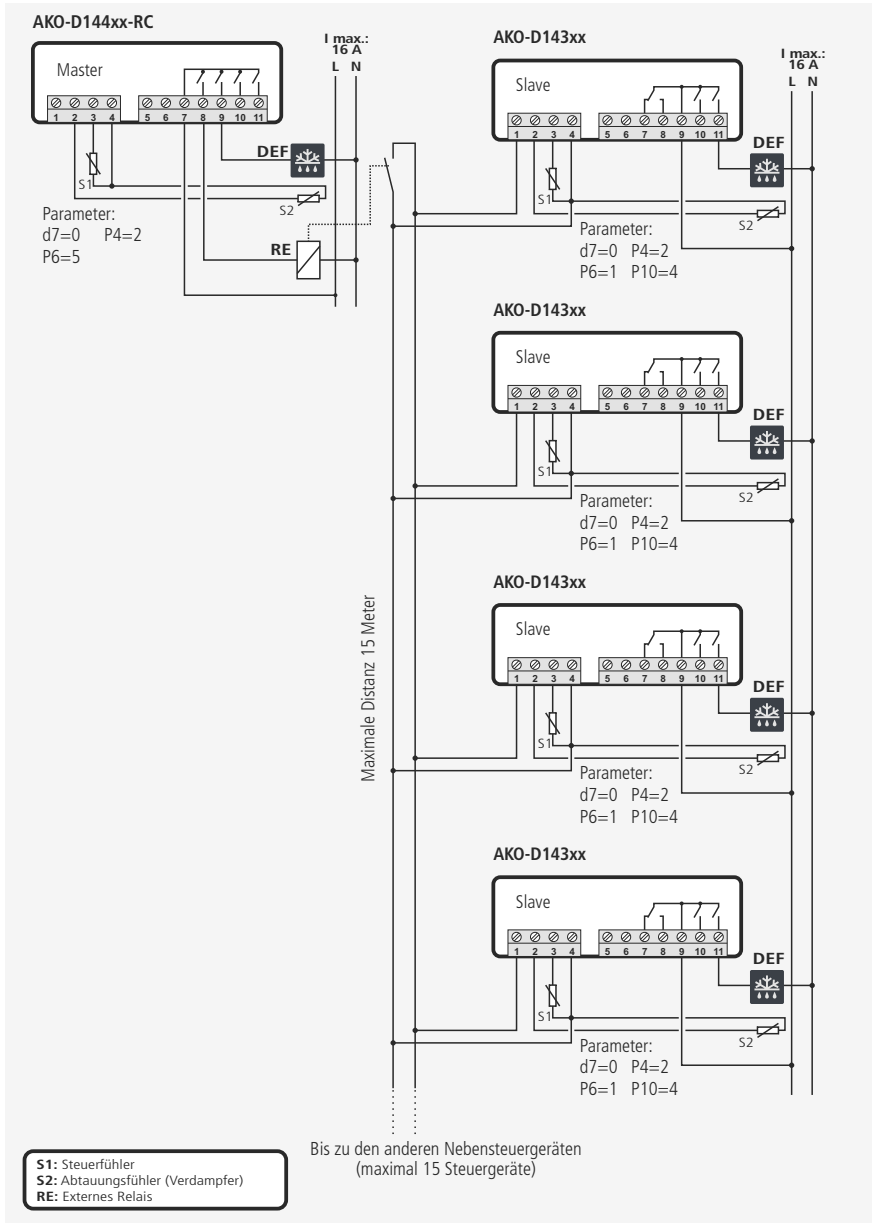 AKO-D144xx-RC
I max.:
16 A
L N
Master
1 2 3 4 5 6 7 8 9 10 11
DEF
S1
S2
Parameter:
d7=0 P4=2
P6=5
RE
AKO-D143xx
I max.:
16 A
L N
Slave
1 2 3 4 5 6 7 8 9 10 11
DEF
S1
S2
Parameter:
d7=0 P4=2
P6=1 P10=4
AKO-D143xx
Slave
1 2 3 4 5 6 7 8 9 10 11
DEF
S1
S2
Parameter:
d7=0 P4=2
P6=1 P10=4
Maximale Distanz 15 Meter
AKO-D143xx
Slave
1 2 3 4 5 6 7 8 9 10 11
DEF
S1
S2
Parameter:
d7=0 P4=2
P6=1 P10=4
AKO-D143xx
Slave
1 2 3 4 5 6 7 8 9 10 11
DEF
S1
S2
Parameter:
d7=0 P4=2
P6=1 P10=4
Bis zu den anderen Nebensteuergeräten
(maximal 15 Steuergeräte)
S1: Steuerfühler
S2: Abtauungsfühler (Verdampfer)
RE: Externes Relais